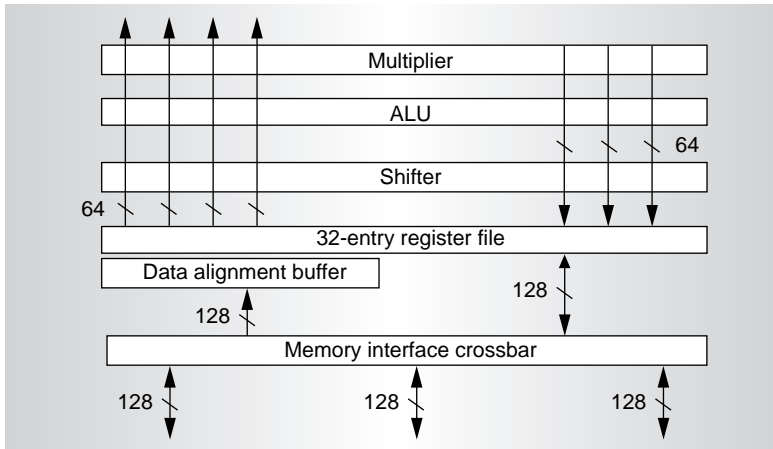 Multiplier
ALU
64
Shifter
64
32-entry register file
Data alignment buffer
128
128
Memory interface crossbar
128
128
128